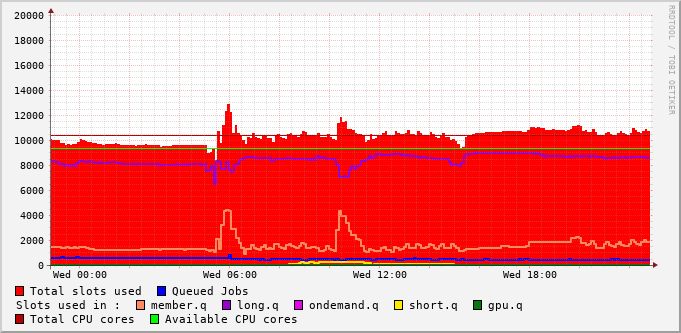 20000
18000
16000
14000
12000
10000
8000
6000
4000
2000
0
Wed 00:00 Wed 06:00 Wed 12:00 Wed 18:00
RRDTOOL / TOBI OETIKER
Total slots used Queued Jobs
Slots used in : member.q long.q ondemand.q short.q gpu.q
Total CPU cores Available CPU cores